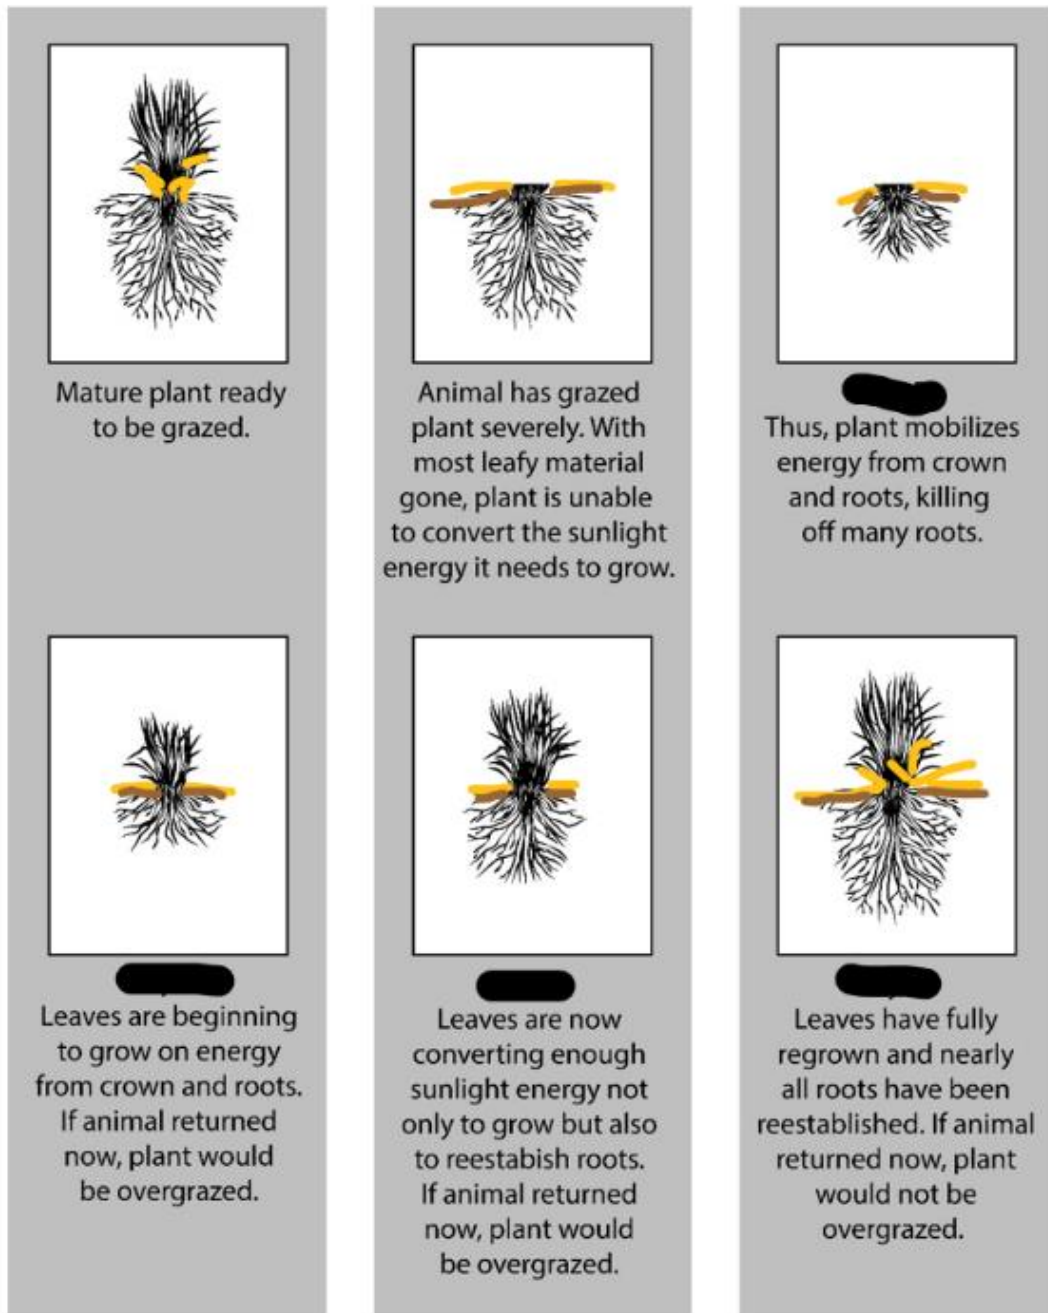 Mature plant ready
to be grazed.
Animal has grazed
plant severely. With
most leafy material
gone, plant is unable
to convert the sunlight
energy it needs to grow.
Thus, plant mobilizes
energy from crown
and roots, killing
off many roots.
Leaves are beginning
to grow on energy
from crown and roots.
If animal returned
now, plant would
be overgrazed.
Leaves are now
converting enough
sunlight energy not
only to grow but also
to reestabish roots.
If animal returned
now, plant would
be overgrazed.
Leaves have fully
regrown and nearly
all roots have been
reestablished. If animal
returned now, plant
would not be
overgrazed.